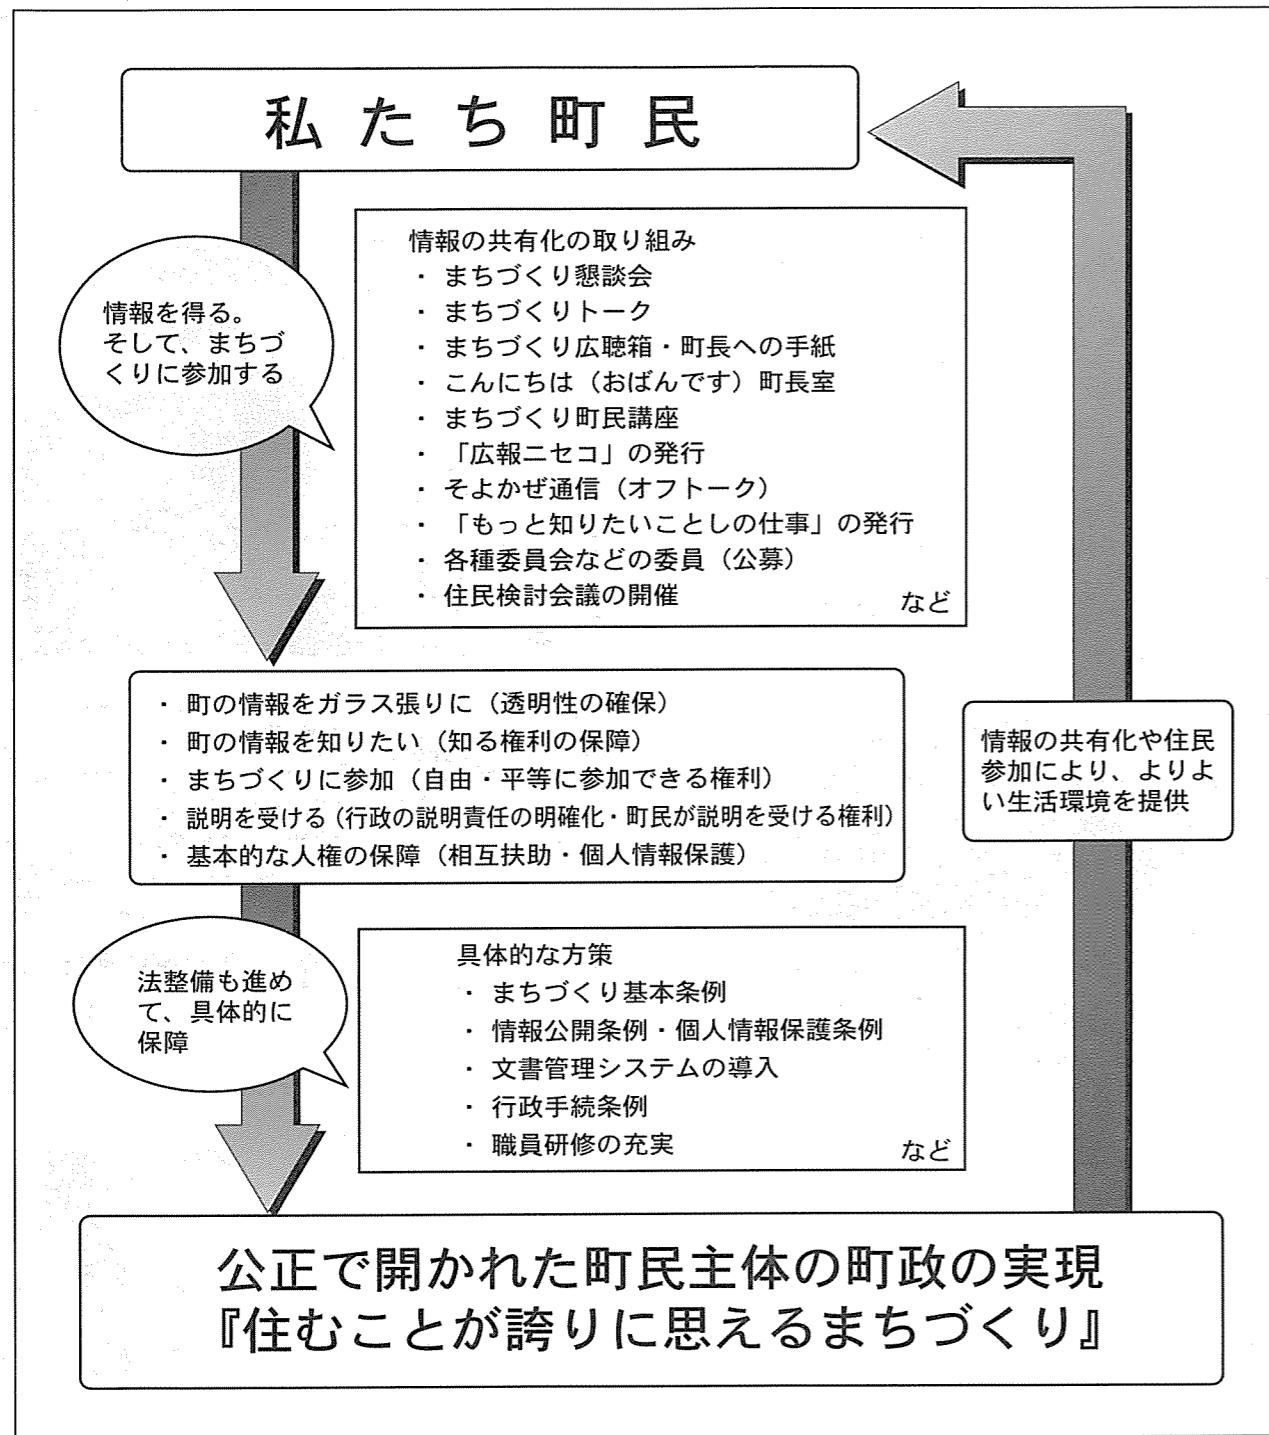 私たち町民
情報を得る。
そして、まちづ
くりに参加する
情報の共有化の取り組み
・ まちづくり懇談会
・ まちづくりトーク
・ まちづくり広聴箱・町長への手紙
・ こんにちは（おばんです）町長室
・ まちづくり町民講座
・ 「広報ニセコ」の発行
・ そよかぜ通信（オフトーク）
・ 「もっと知りたいことしの仕事」の発行
・ 各種委員会などの委員（公募）
・ 住民検討会議の開催
など
・ 町の情報をガラス張りに（透明性の確保）
・ 町の情報を知りたい（知る権利の保障）
・ まちづくりに参加（自由・平等に参加できる権利）
・ 説明を受ける（行政の説明責任の明確化・町民が説明を受ける権利）
・ 基本的な人権の保障（相互扶助・個人情報保護）
情報の共有化や住民
参加により、よりよ
い生活環境を提供
法整備も進め
て、具体的に
保障
具体的な方策
・ まちづくり基本条例
・ 情報公開条例・個人情報保護条例
・ 文書管理システムの導入
・ 行政手続条例
・ 職員研修の充実
など
公正で開かれた町民主体の町政の実現
『住むことが誇りに思えるまちづくり』